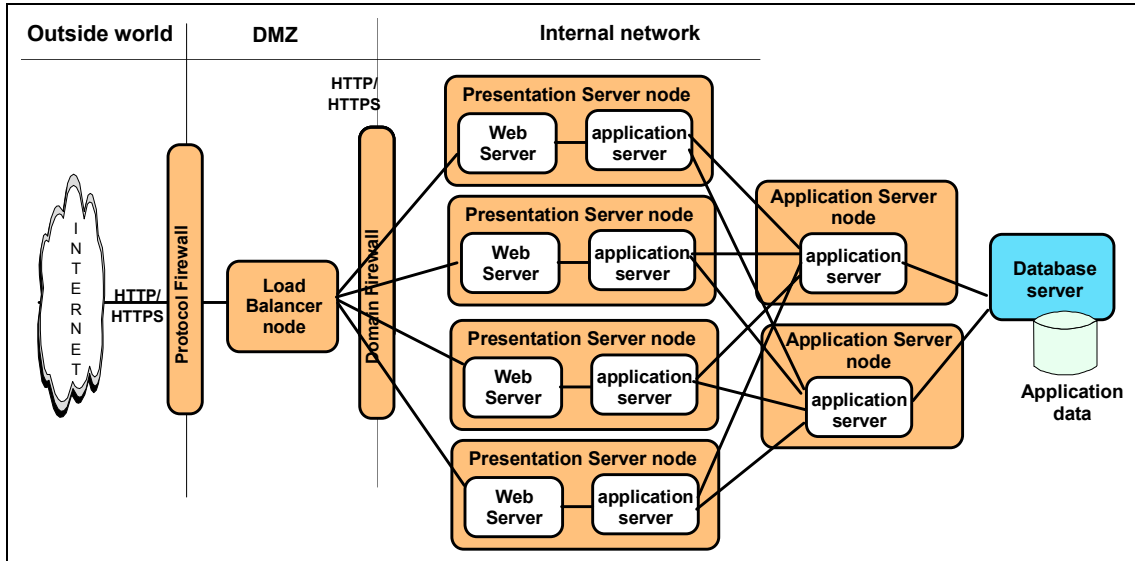 Outside world
DMZ
Internal network
HTTP/
HTTPS
INTERNET
HTTP/
HTTPS
Protocol Firewall
Load
Balancer
node
Domain Firewall
Presentation Server node
Web
Server
application
server
Presentation Server node
Web
Server
application
server
Presentation Server node
Web
Server
application
server
Presentation Server node
Web
Server
application
server
Application Server
node
application
server
Application Server
node
application
server
Database
server
Application
data